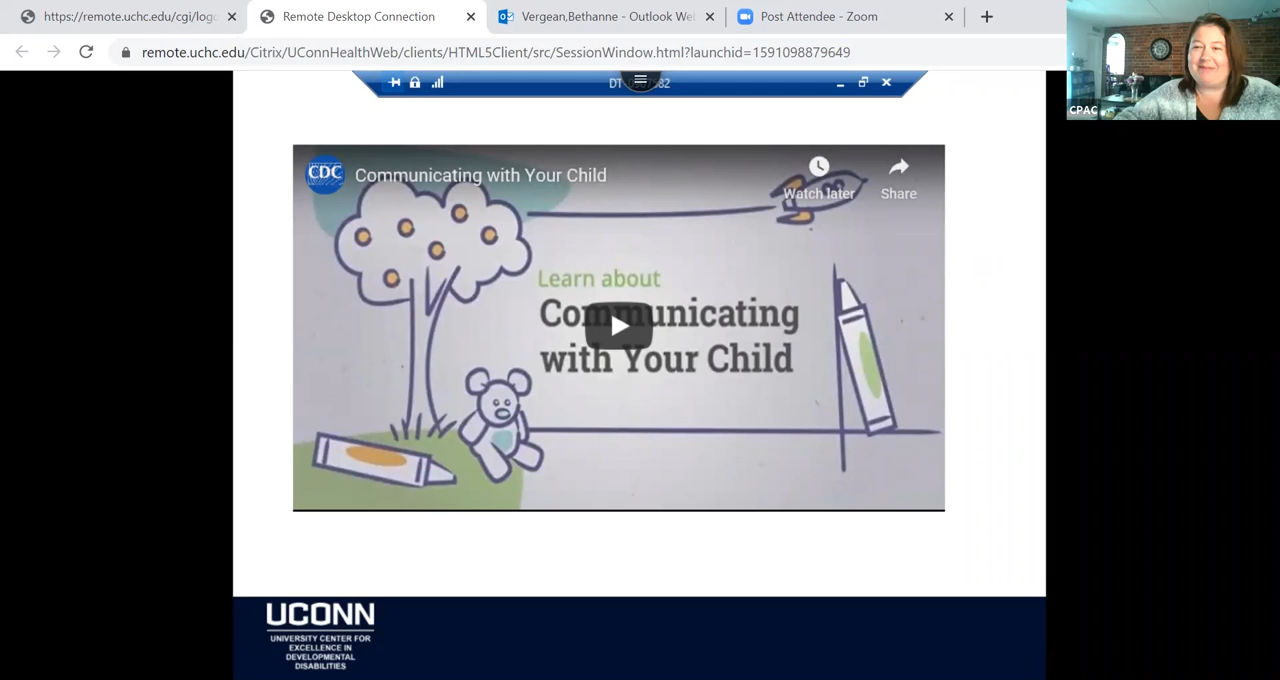 https://remote.uchc.edu/cgi/logo
Remote Desktop Connection
Vergean,Bethanne - Outlook We
Post Attendee - Zoom
remote.uchc.edu/Citrix/UConnHealthWeb/clients/HTML5Client/src/SessionWindow.html?launchid=1591098879649
CPAC
CDC
Communicating with Your Child
Watch later
Share
Learn about
Communicating
with Your Child
UCONN
UNIVERSITY CENTER FOR
EXCELLENCE IN
DEVELOPMENTAL
DISABILITIES